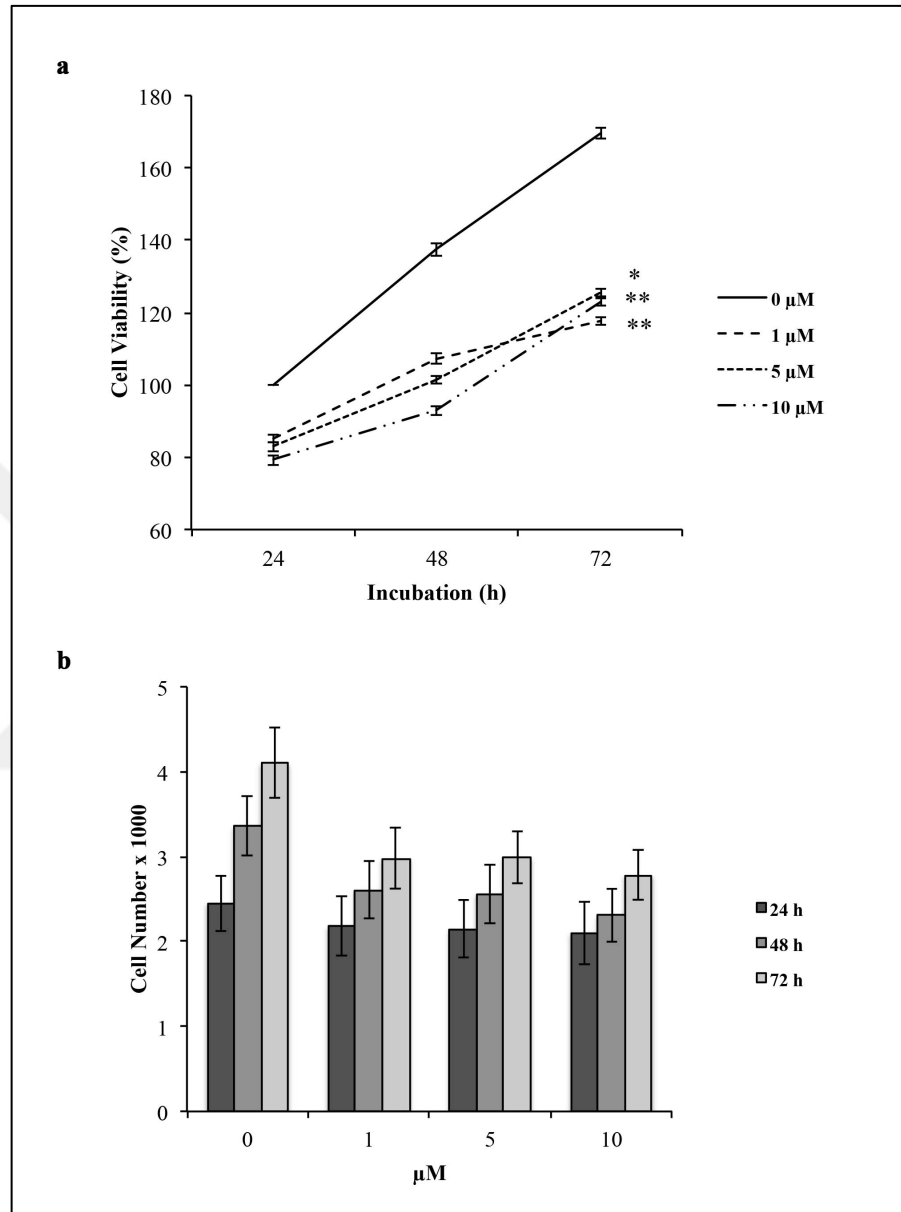 a
180
160
140
120
100
80
60
Cell Viability (%)
24 48 72
Incubation (h)
*
**
**
0 µM
1 µM
5 µM
10 µM
b
5
4
3
2
1
0
Cell Number x 1000
0 1 5 10
µM
24 h
48 h
72 h